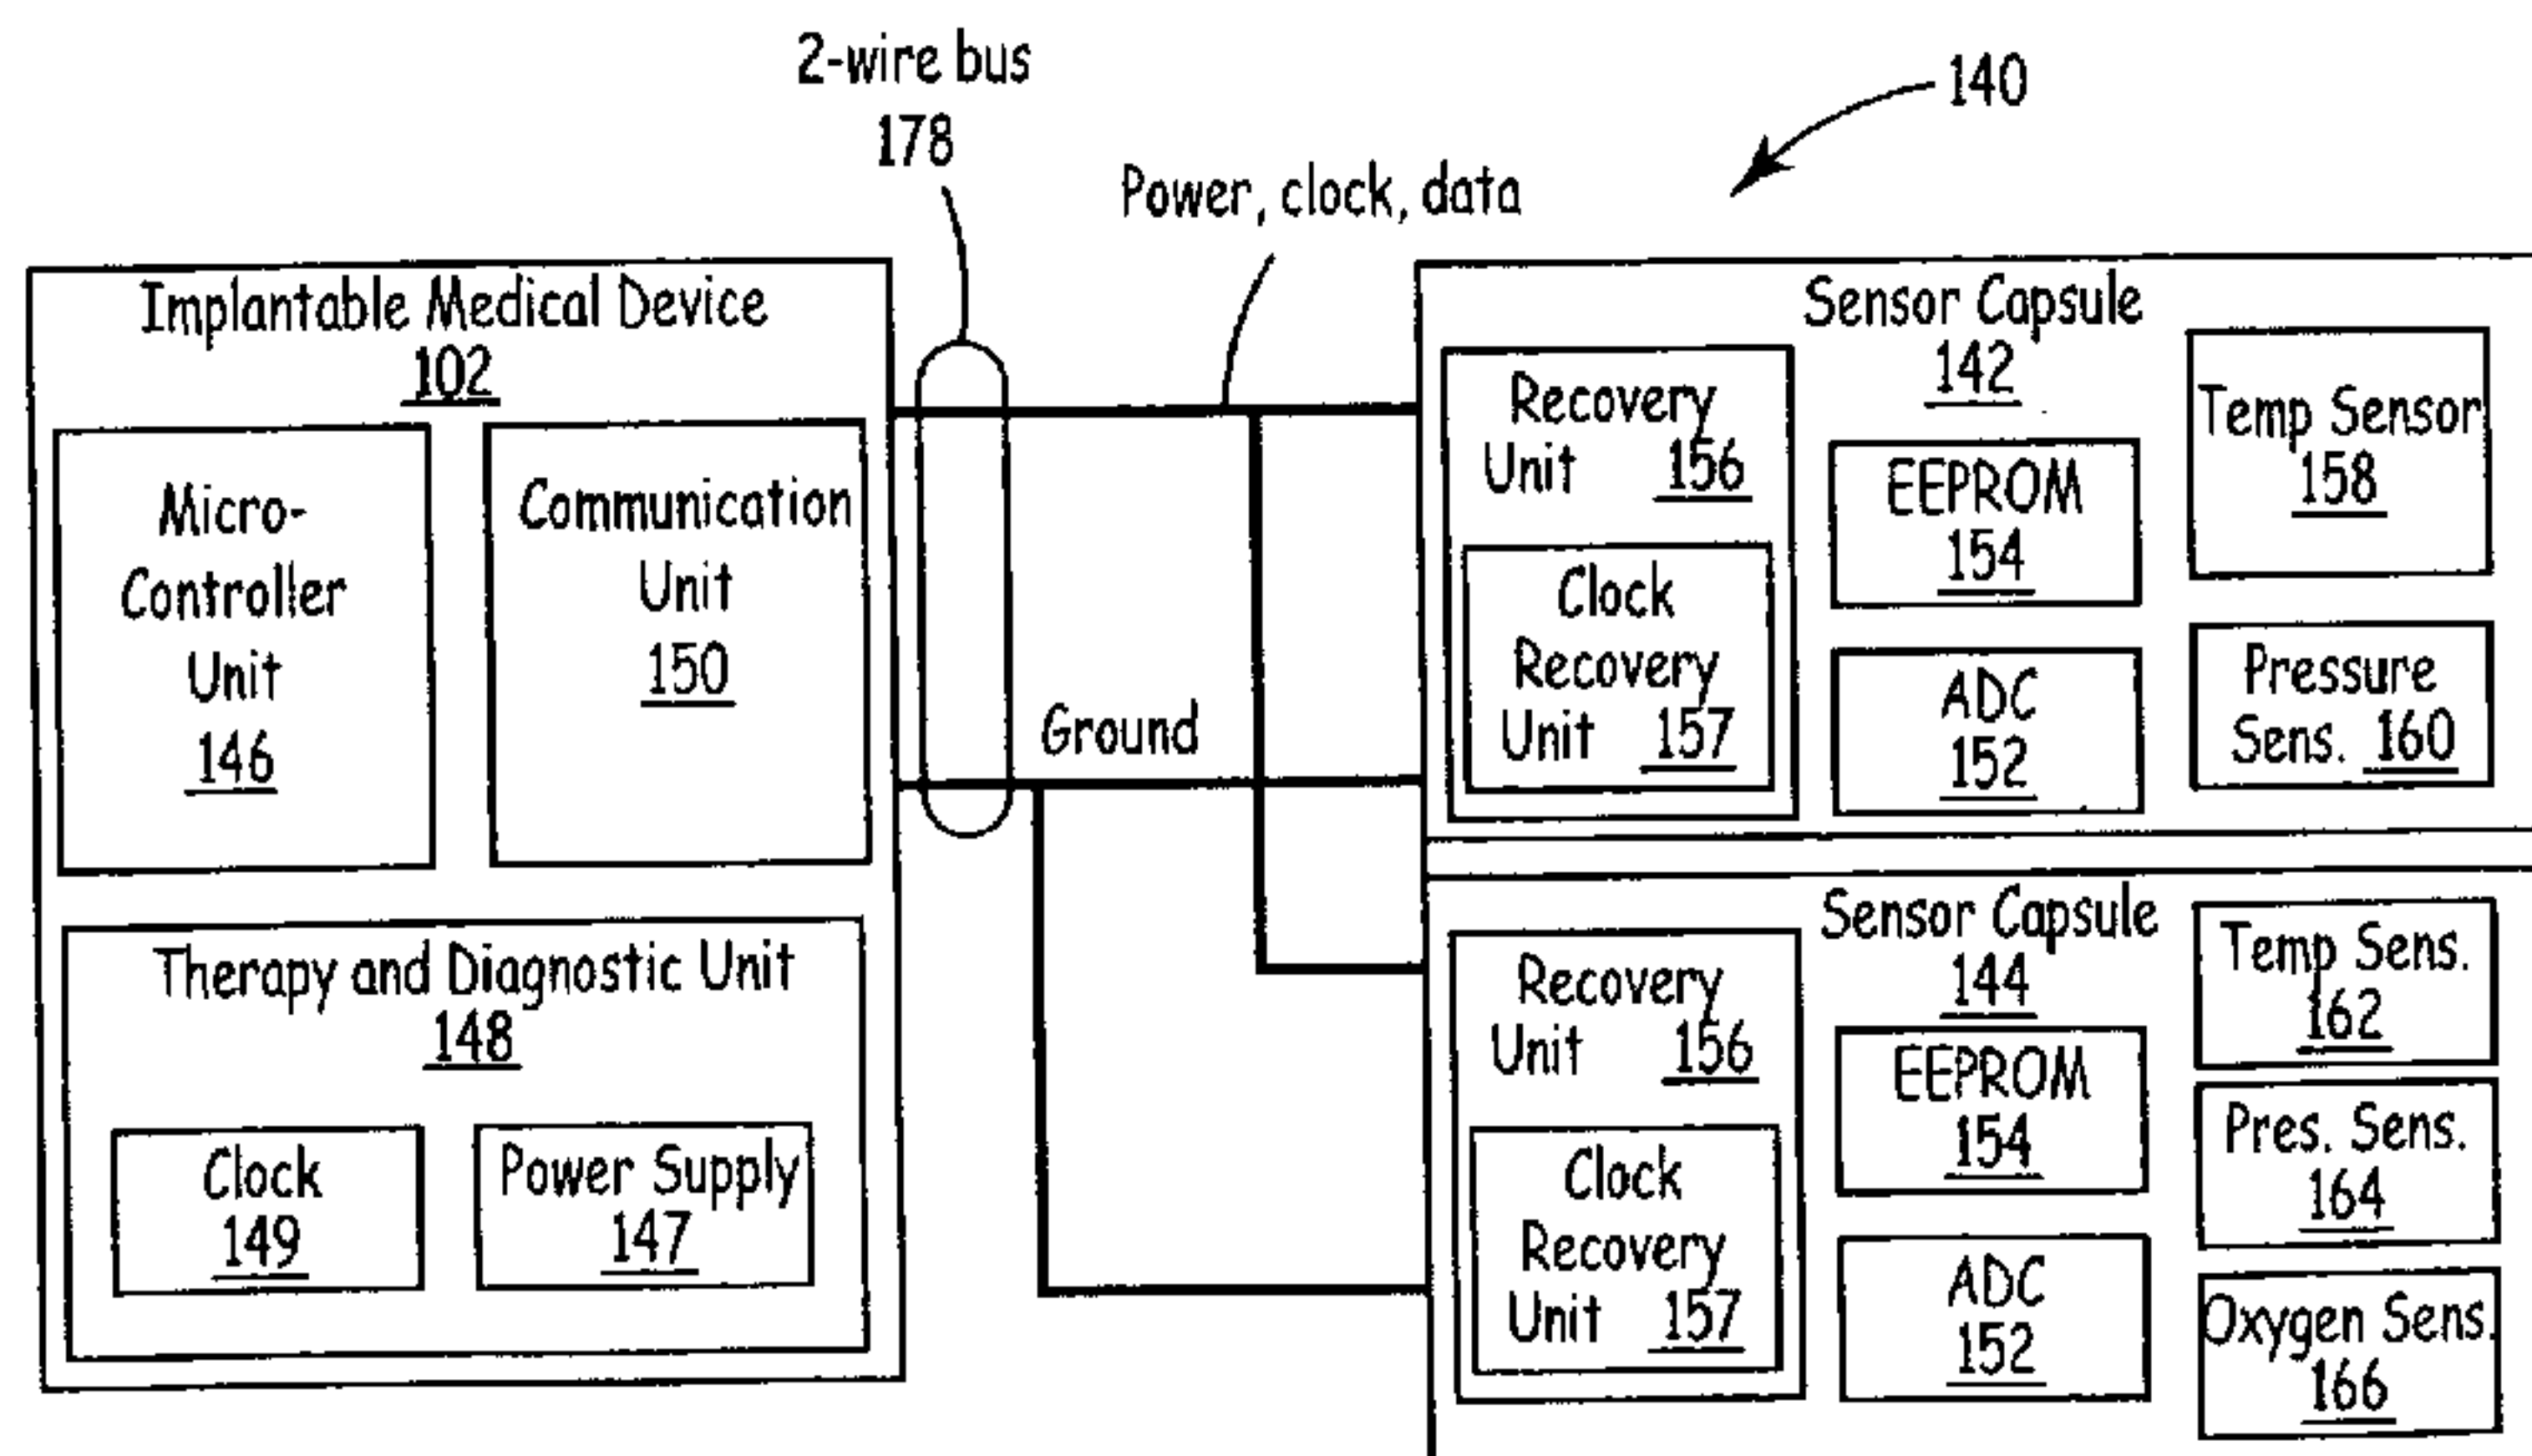 2-wire bus
178
140
Power, clock, data
Implantable Medical Device
102
Micro-
Controller
Unit
146
Communication
Unit
150
Therapy and Diagnostic Unit
148
Clock
149
Power Supply
147
Ground
Sensor Capsule
142
Recovery
Unit 156
Clock
Recovery
Unit 157
EEPROM
154
ADC
152
Temp Sensor
158
Pressure
Sens. 160
Sensor Capsule
144
Recovery
Unit 156
Clock
Recovery
Unit 157
EEPROM
154
ADC
152
Temp Sens.
162
Pres. Sens.
164
Oxygen Sens.
166